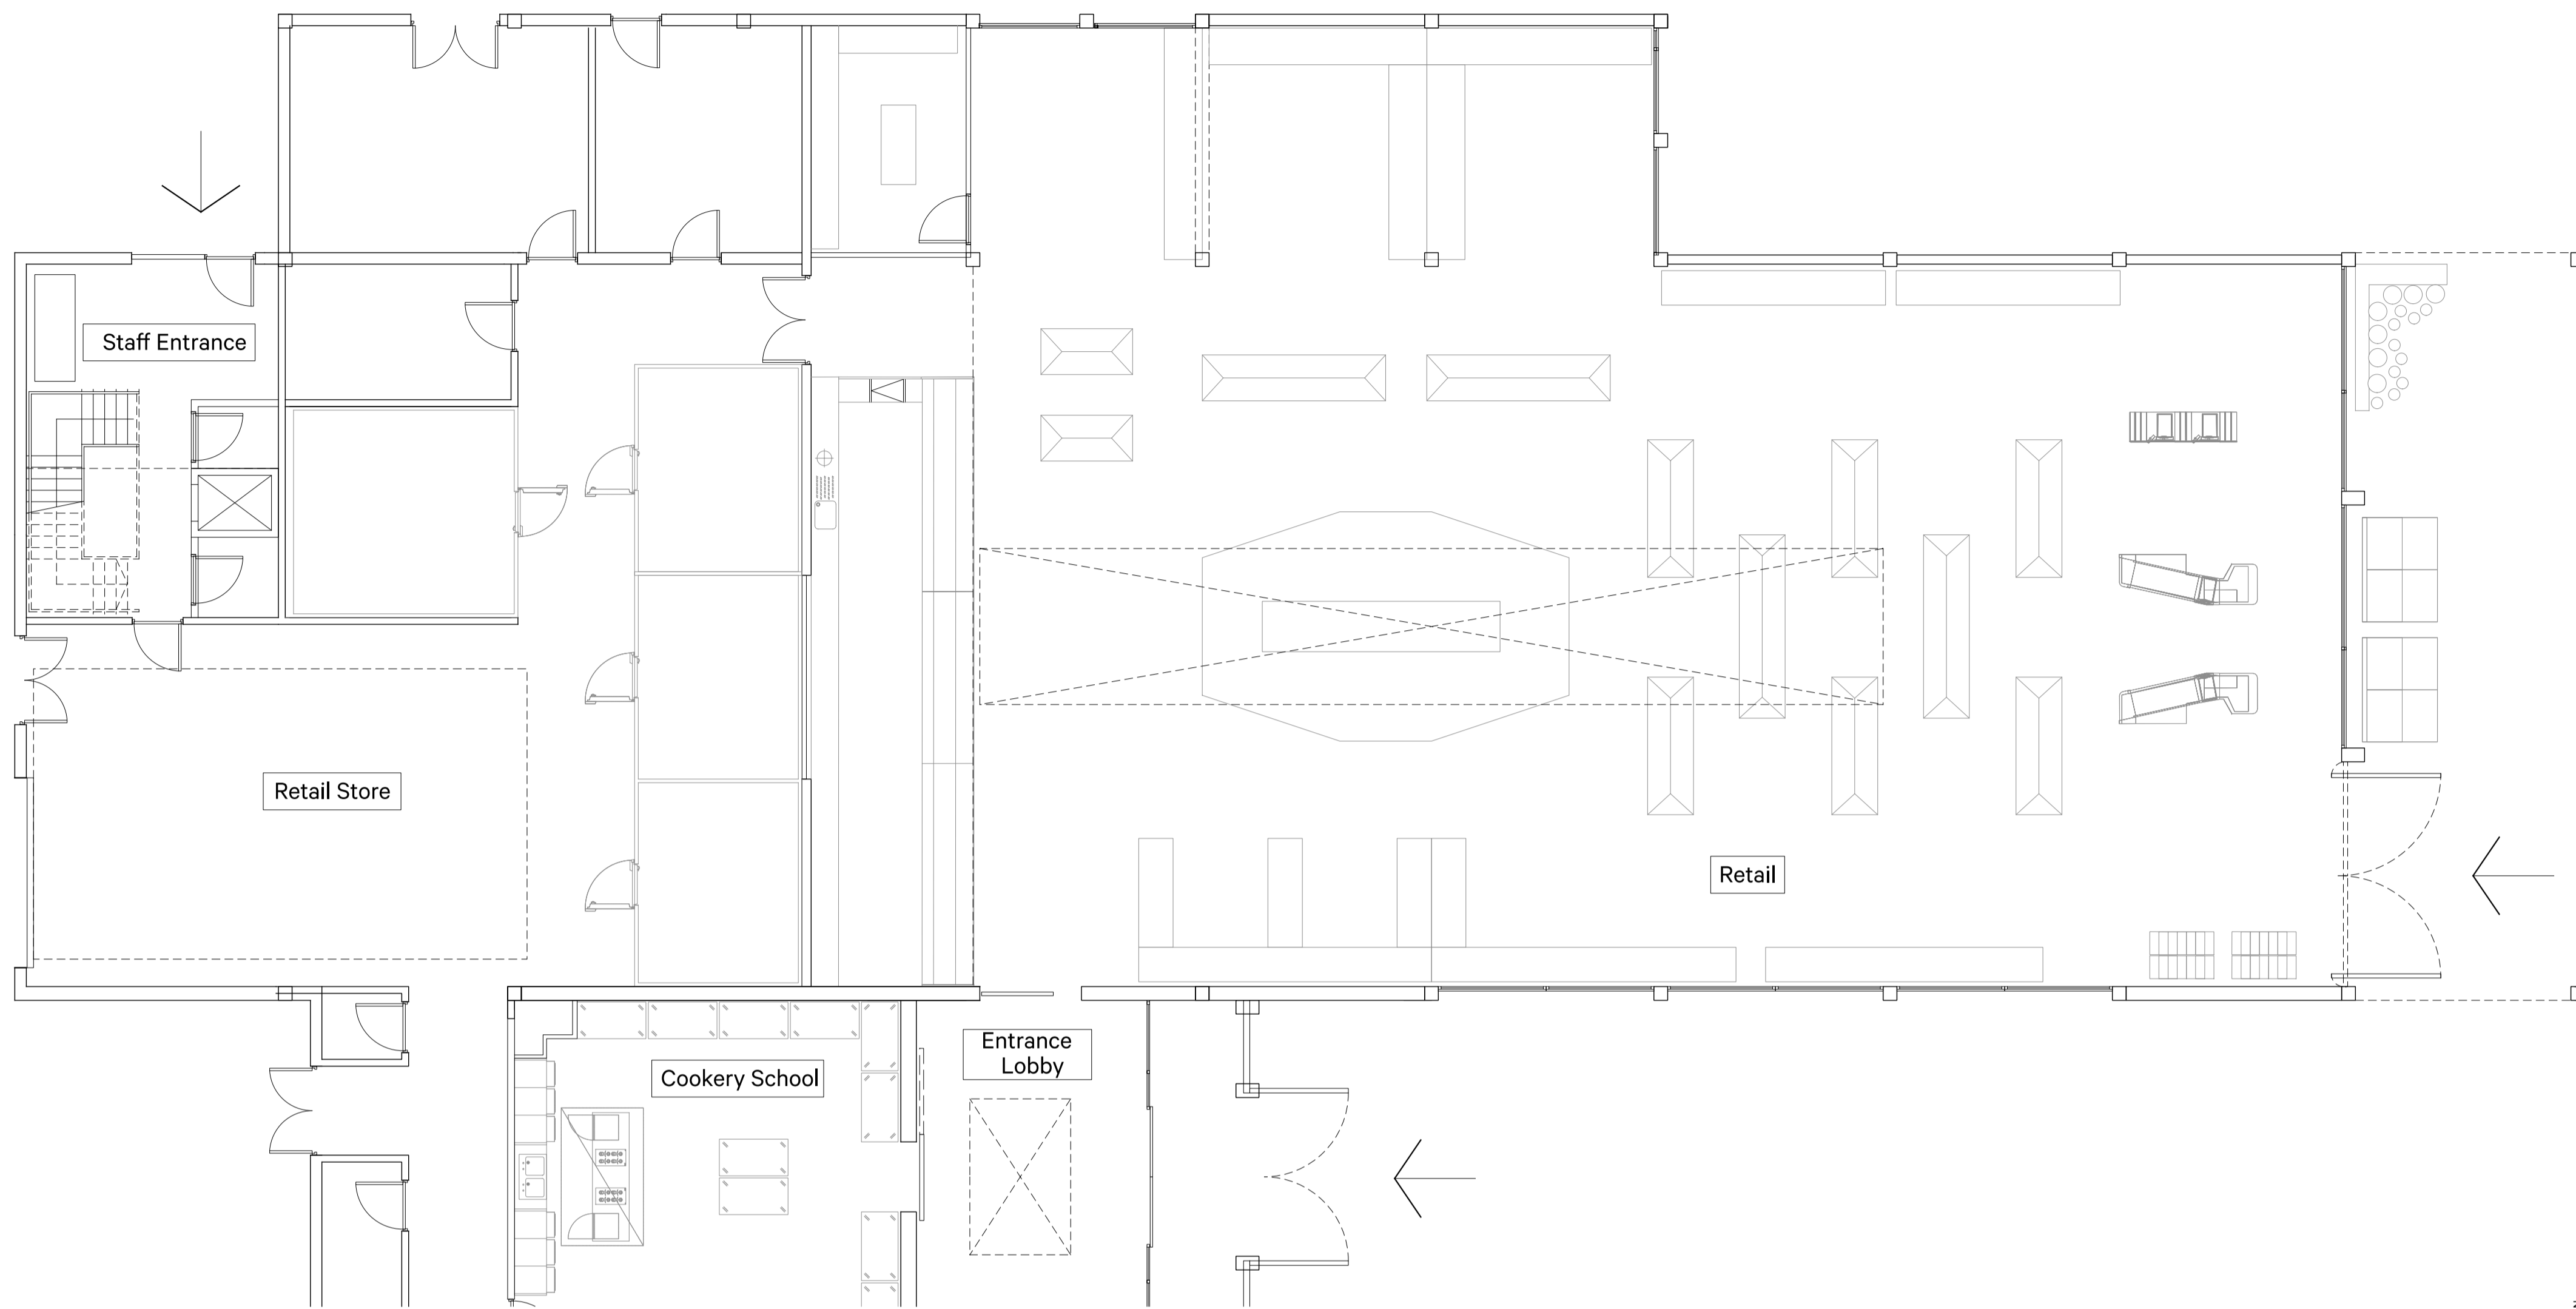 Staff Entrance
Retail Store
Retail
Entrance
Lobby
Cookery School